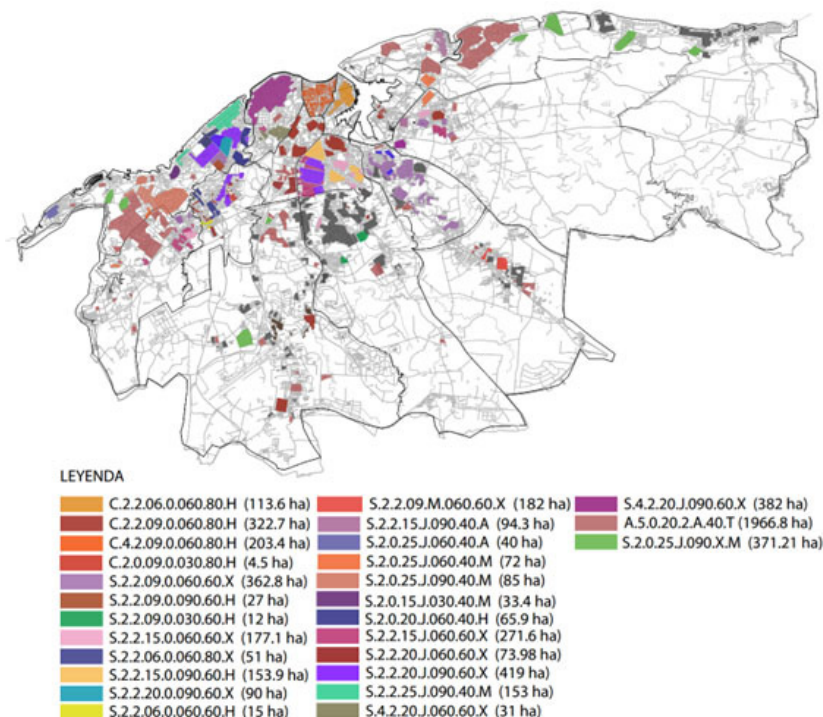 LEYENDA
C.2.2.06.0.060.80.H (113.6 ha)
C.2.2.09.0.060.80.H (322.7 ha)
C.4.2.09.0.060.80.H (203.4 ha)
C.2.0.09.0.030.80.H (4.5 ha)
S.2.2.09.0.060.60.X (362.8 ha)
S.2.2.09.0.090.60.H (27 ha)
S.2.2.09.0.030.60.H (12 ha)
S.2.2.15.0.060.60.X (177.1 ha)
S.2.2.06.0.060.80.X (51 ha)
S.2.2.15.0.090.60.H (153.9 ha)
S.2.2.20.0.090.60.X (90 ha)
S.2.2.06.0.060.60.H (15 ha)
S.2.2.09.M.060.60.X (182 ha)
S.2.2.15.J.090.40.A (94.3 ha)
S.2.0.25.J.060.40.A (40 ha)
S.2.0.25.J.060.40.M (72 ha)
S.2.0.25.J.090.40.M (85 ha)
S.2.0.15.J.030.40.M (33.4 ha)
S.2.0.20.J.060.40.H (65.9 ha)
S.2.2.15.J.060.60.X (271.6 ha)
S.2.2.20.J.060.60.X (73.98 ha)
S.2.2.20.J.090.60.X (419 ha)
S.2.2.25.J.090.40.M (153 ha)
S.4.2.20.J.060.60.X (31 ha)
S.4.2.20.J.090.60.X (382 ha)
A.5.0.20.2.A.40.T (1966.8 ha)
S.2.0.25.J.090.X.M (371.21 ha)